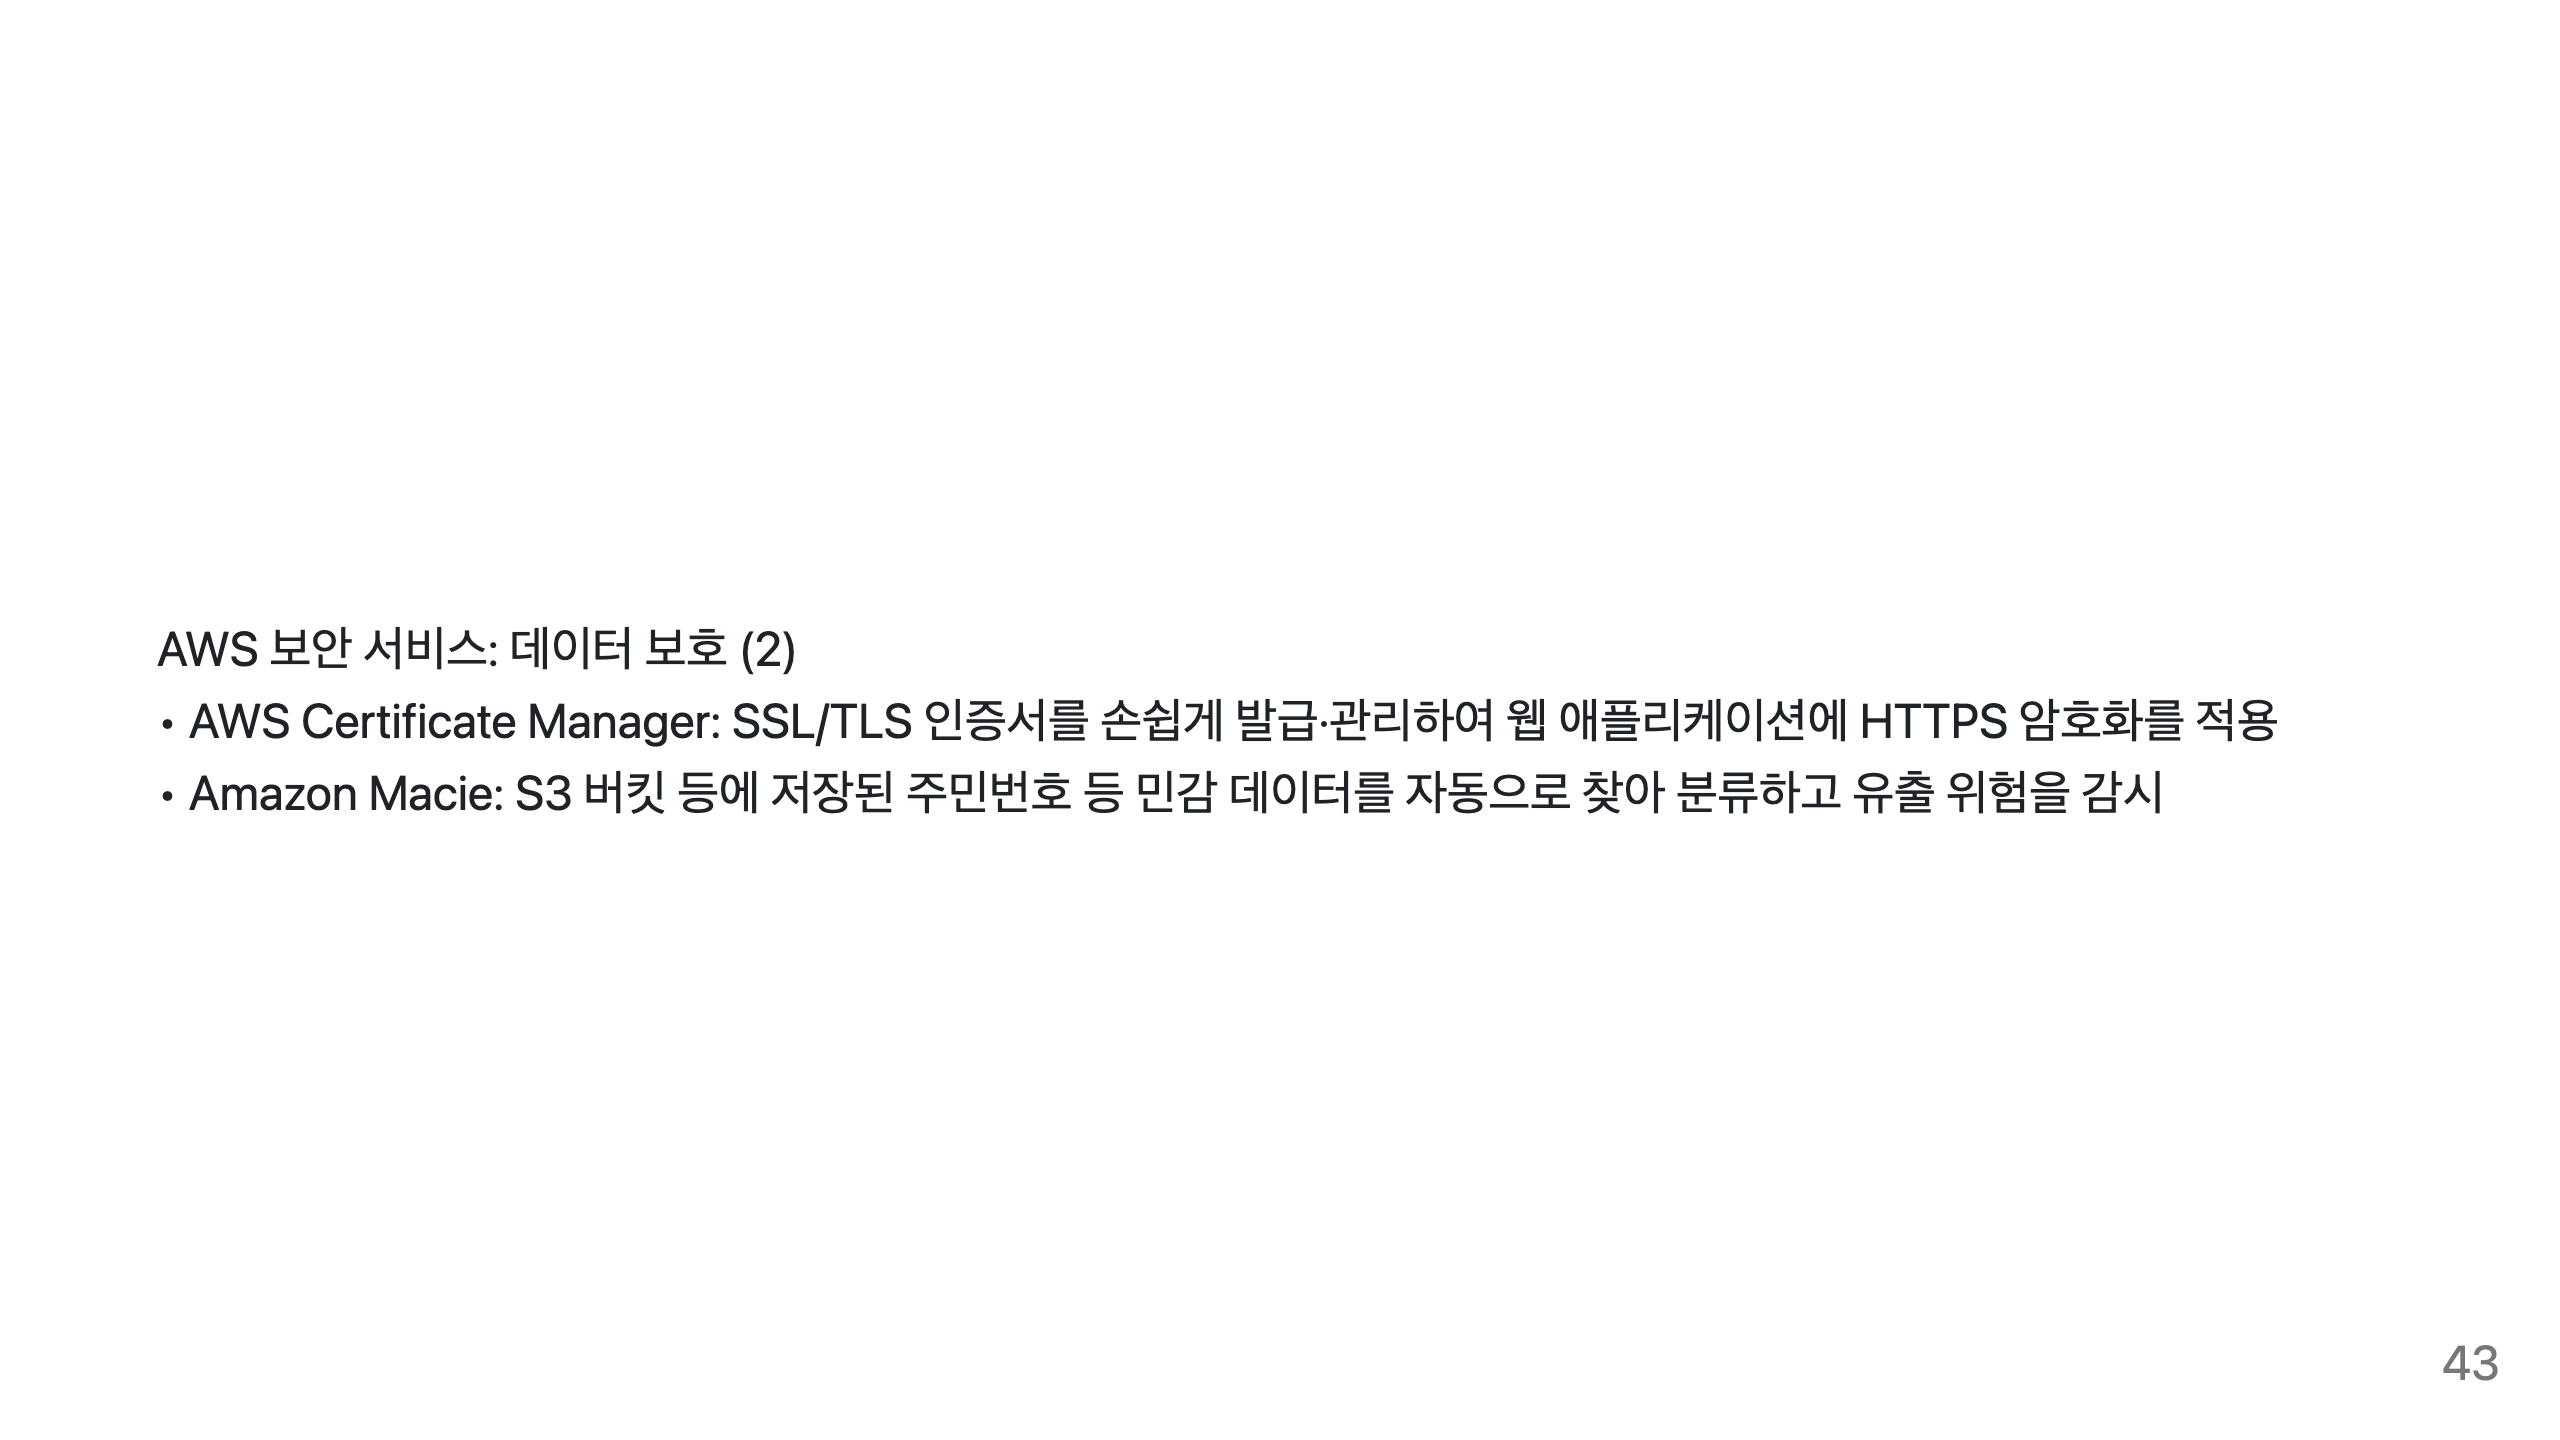 AWS 보안 서비스: 데이터 보호 (2)
• AWS Certificate Manager: SSL/TLS 인증서를 손쉽게 발급·관리하여 웹 애플리케이션에 HTTPS 암호화를 적용
• Amazon Macie: S3 버킷 등에 저장된 주민번호 등 민감 데이터를 자동으로 찾아 분류하고 유출 위험을 감시
43